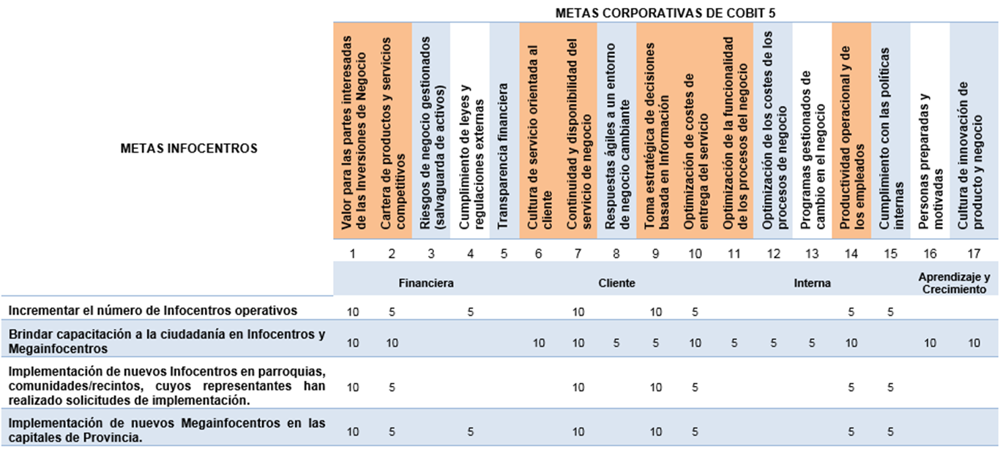 METAS CORPORATIVAS DE COBIT 5
METAS INFOCENTROS
Valor para las partes interesadas
de las Inversiones de Negocio
Cartera de productos y servicios
competitivos
Riesgos de negocio gestionados
(salvaguarda de activos)
Cumplimiento de leyes y
regulaciones externas
Transparencia financiera
Cultura de servicio orientada al
cliente
Continuidad y disponibilidad del
servicio de negocio
Respuestas ágiles a un entorno
de negocio cambiante
Toma estratégica de decisiones
basada en Información
Optimización de costes de
entrega del servicio
Optimización de la funcionalidad
de los procesos del negocio
Optimización de los costes de los
procesos de negocio
Programas gestionados de
cambio en el negocio
Productividad operacional y de
los empleados
Cumplimiento con las políticas
internas
Personas preparadas y
motivadas
Cultura de innovación de
producto y negocio
1 2 3 4 5 6 7 8 9 10 11 12 13 14 15 16 17
Financiera Cliente Interna Aprendizaje y
Crecimiento
Incrementar el número de Infocentros operativos 10 5 5 10 10 5 5 5
Brindar capacitación a la ciudadanía en Infocentros y
Megainfocentros 10 10 10 10 5 5 10 5 5 5 10 10 10
Implementación de nuevos Infocentros en parroquias,
comunidades/recintos, cuyos representantes han
realizado solicitudes de implementación. 10 5 10 10 5 5 5
Implementación de nuevos Megainfocentros en las
capitales de Provincia. 10 5 5 10 10 5 5 5